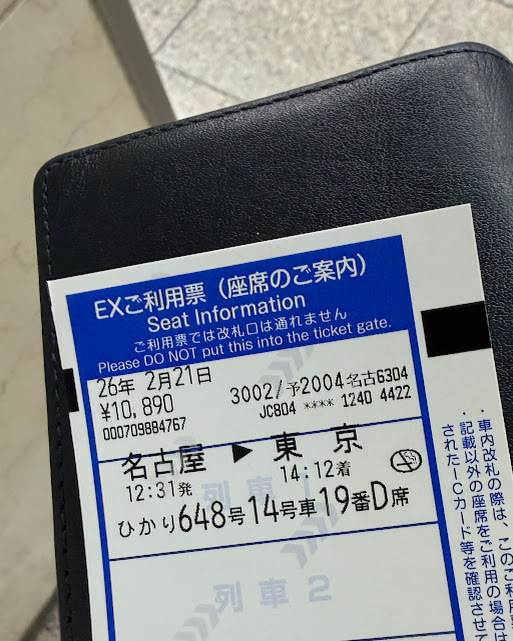 EXご利用票（座席のご案内）
Seat Information
ご利用票では改札口は通れません
Please DO NOT put this into the ticket gate.
26年 2月21日
¥10,890
3002/予2004名古6304
000709884767
JC804 **** 1240 4422
名古屋 ▶ 東京
12:31発 14:12着
ひかり648号14号車19番D席
列車1
列車2
・車内改札の際は、このご利用票
・記載以外の座席をご利用の場合は
されたICカード等を確認させて